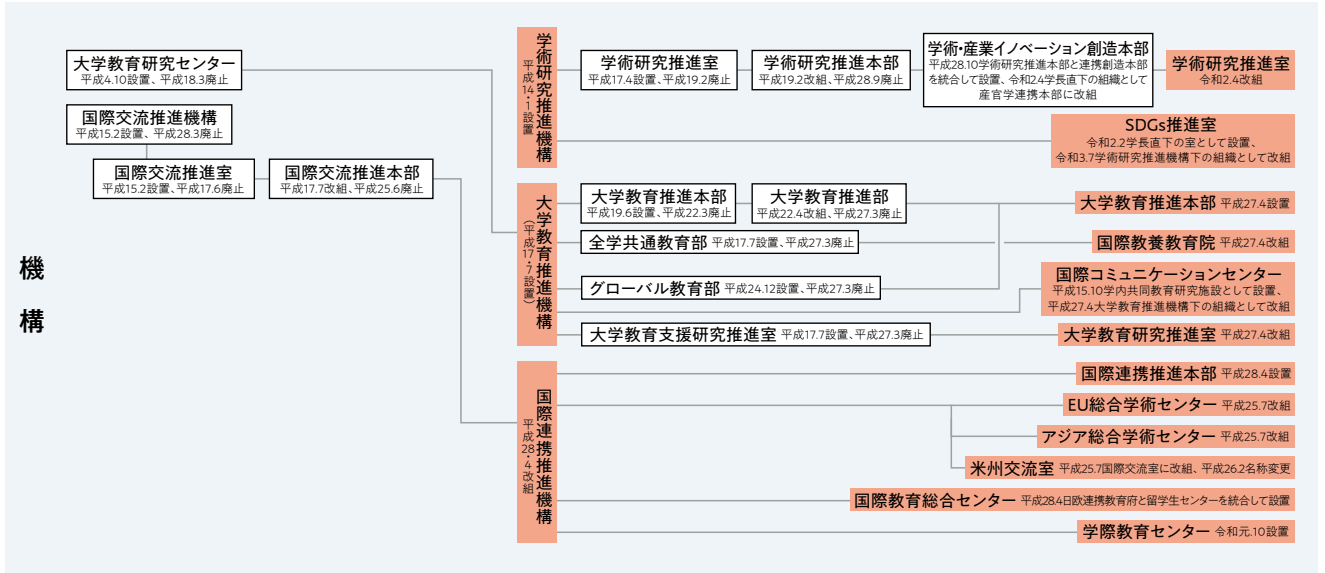 機構
大学教育研究センター
平成4.10設置、平成18.3廃止
国際交流推進機構
平成15.2設置、平成28.3廃止
国際交流推進室
平成15.2設置、平成17.6廃止
国際交流推進本部
平成17.7改組、平成25.6廃止
学術研究推進機構
平成14・1設置
学術研究推進室
平成17.4設置、平成19.2廃止
学術研究推進本部
平成19.2改組、平成28.9廃止
学術・産業イノベーション創造本部
平成28.10学術研究推進本部と連携創造本部
を統合して設置、令和2.4学長直下の組織として
産官学連携本部に改組
学術研究推進室
令和2.4改組
SDGs推進室
令和2.2学長直下の室として設置、
令和3.7学術研究推進機構下の組織として改組
大学教育推進機構
(平成17・7設置)
大学教育推進本部
平成19.6設置、平成22.3廃止
大学教育推進部
平成22.4改組、平成27.3廃止
大学教育推進本部 平成27.4設置
全学共通教育部 平成17.7設置、平成27.3廃止
国際教養教育院 平成27.4改組
グローバル教育部 平成24.12設置、平成27.3廃止
国際コミュニケーションセンター
平成15.10学内共同教育研究施設として設置、
平成27.4大学教育推進機構下の組織として改組
大学教育支援研究推進室 平成17.7設置、平成27.3廃止
大学教育研究推進室 平成27.4改組
国際連携推進機構
平成28・4改組
国際連携推進本部 平成28.4設置
EU総合学術センター 平成25.7改組
アジア総合学術センター 平成25.7改組
米州交流室 平成25.7国際交流室に改組、平成26.2名称変更
国際教育総合センター 平成28.4日欧連携教育府と留学生センターを統合して設置
学際教育センター 令和元.10設置